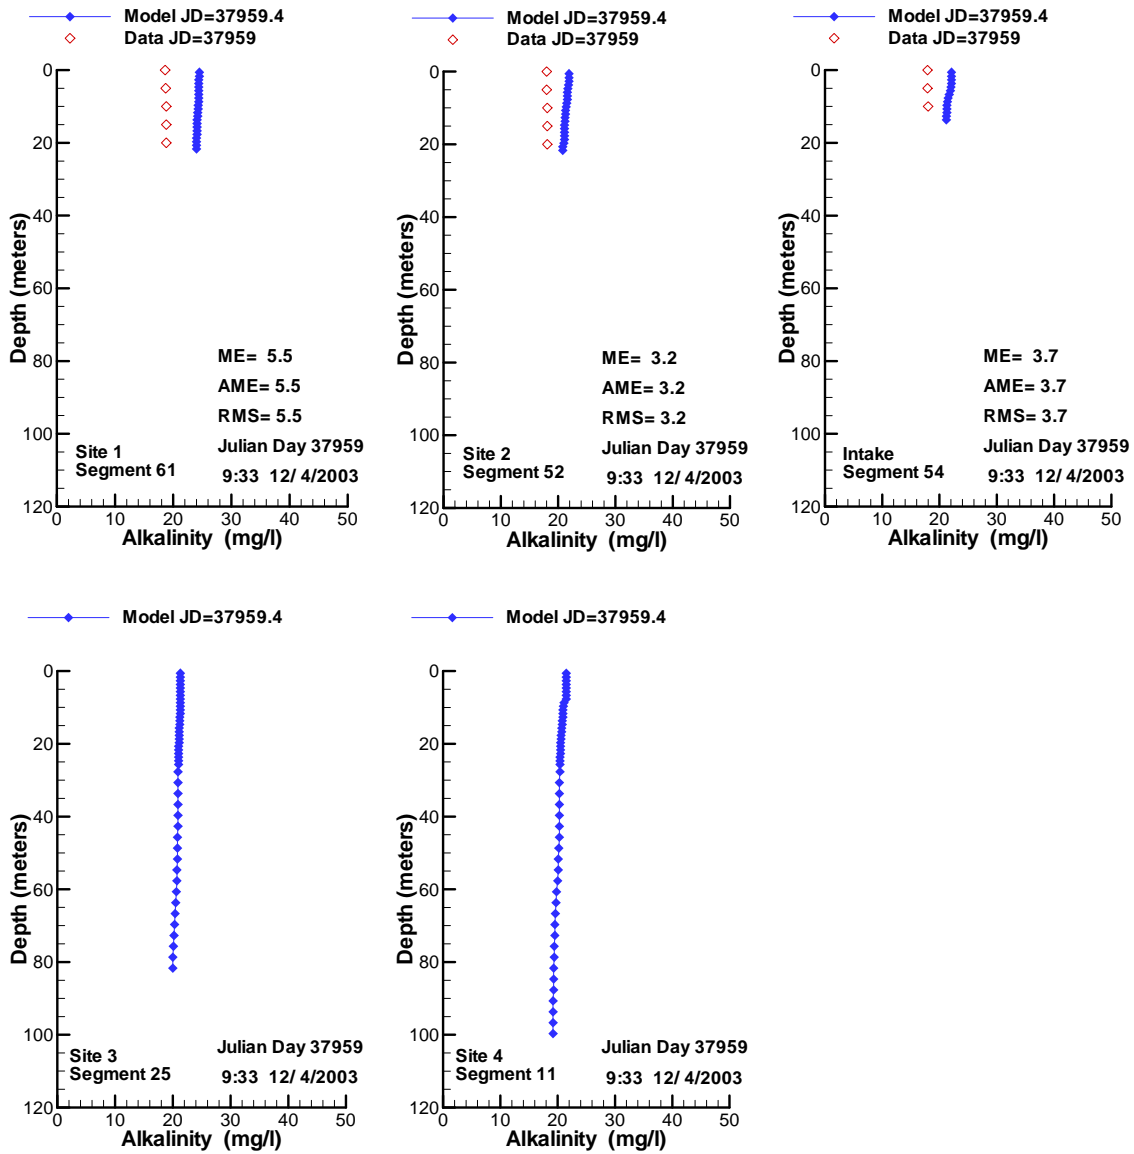 Model JD=37959.4
Data JD=37959
0
20
40
60
80
100
120
Depth (meters)
ME= 5.5
AME= 5.5
RMS= 5.5
Site 1
Segment 61
Julian Day 37959
9:33 12/ 4/2003
0 10 20 30 40 50
Alkalinity (mg/l)
Model JD=37959.4
Data JD=37959
0
20
40
60
80
100
120
Depth (meters)
ME= 3.2
AME= 3.2
RMS= 3.2
Site 2
Segment 52
Julian Day 37959
9:33 12/ 4/2003
0 10 20 30 40 50
Alkalinity (mg/l)
Model JD=37959.4
Data JD=37959
0
20
40
60
80
100
120
Depth (meters)
ME= 3.7
AME= 3.7
RMS= 3.7
Intake
Segment 54
Julian Day 37959
9:33 12/ 4/2003
0 10 20 30 40 50
Alkalinity (mg/l)
Model JD=37959.4
0
20
40
60
80
100
120
Depth (meters)
Site 3
Segment 25
Julian Day 37959
9:33 12/ 4/2003
0 10 20 30 40 50
Alkalinity (mg/l)
Model JD=37959.4
0
20
40
60
80
100
120
Depth (meters)
Site 4
Segment 11
Julian Day 37959
9:33 12/ 4/2003
0 10 20 30 40 50
Alkalinity (mg/l)